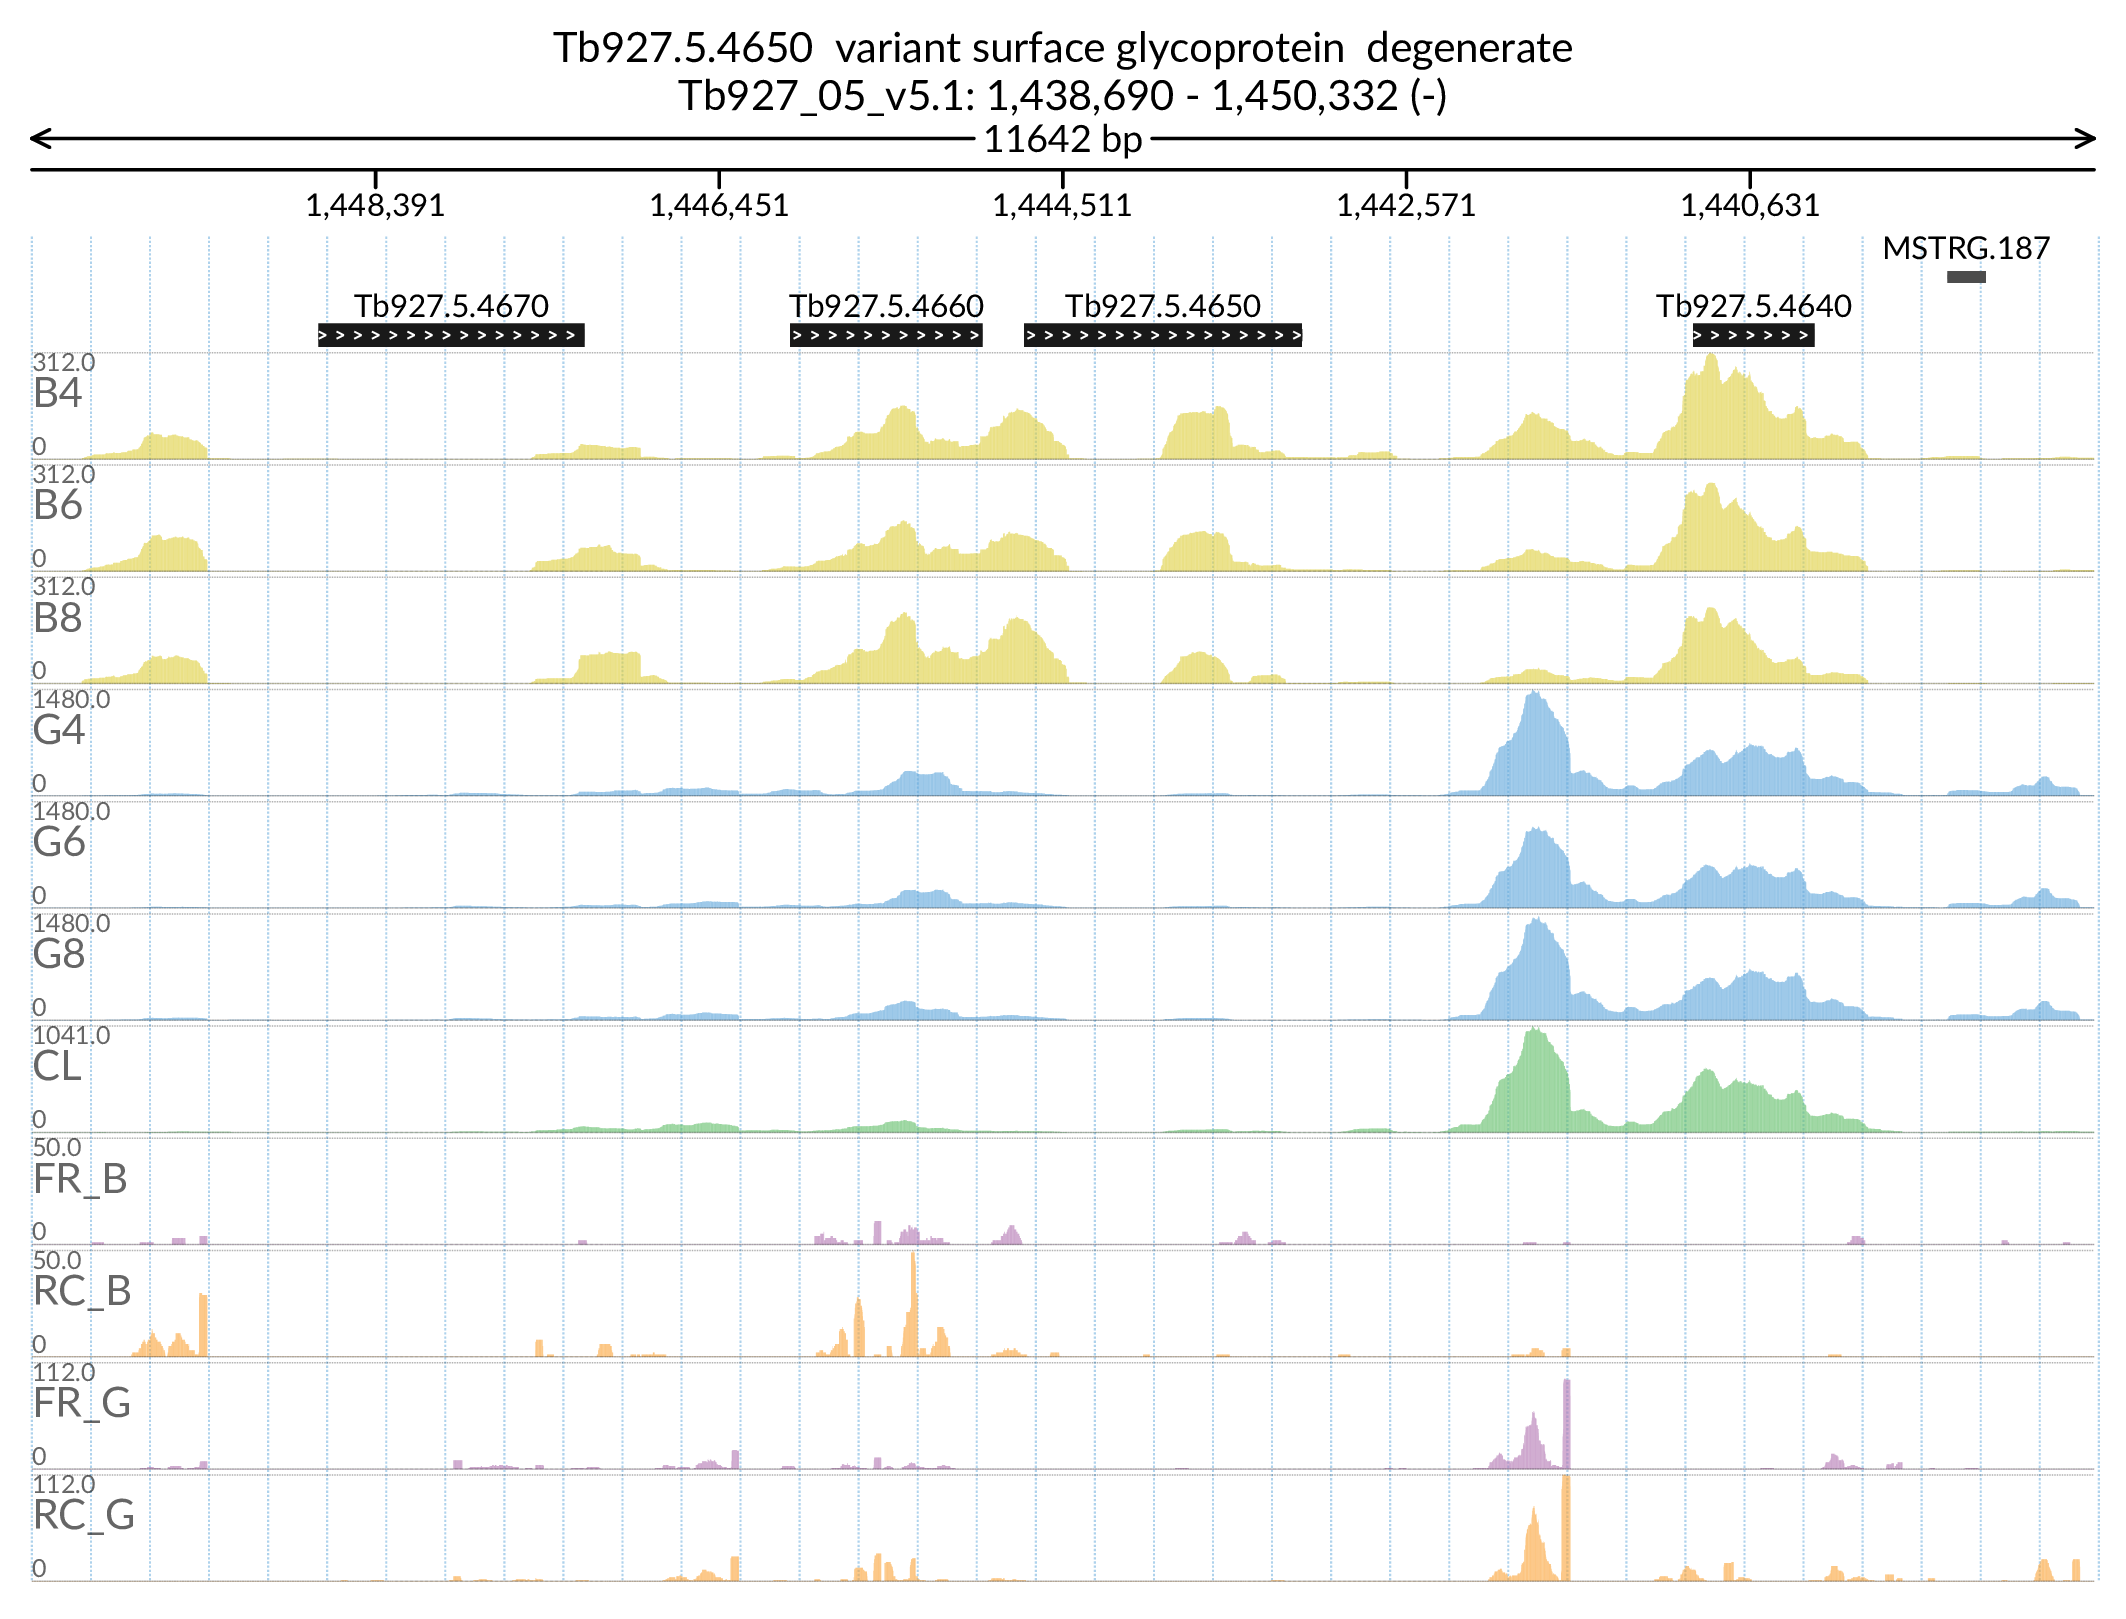 Tb927.5.4650  variant surface glycoprotein  degenerate
Tb927_05_v5.1: 1,438,690 - 1,450,332 (-)
11642 bp
1,448,391 1,446,451 1,444,511 1,442,571 1,440,631
MSTRG.187
Tb927.5.4670 Tb927.5.4660 Tb927.5.4650 Tb927.5.4640
312.0
B4
0
312.0
B6
0
312.0
B8
0
1480.0
G4
0
1480.0
G6
0
1480.0
G8
0
1041.0
CL
0
50.0
FR_B
0
50.0
RC_B
0
112.0
FR_G
0
112.0
RC_G
0